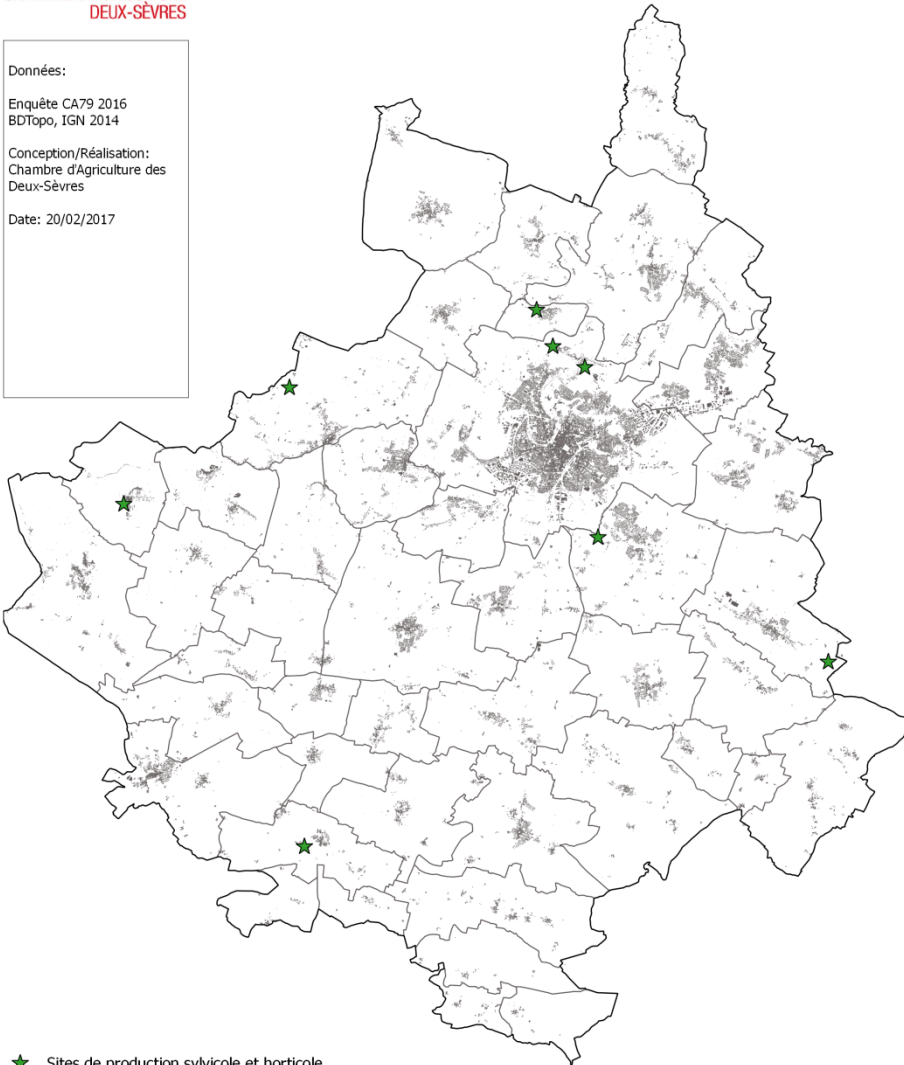 DEUX-SÈVRES
Données:
Enquête CA79 2016
BDTopo, IGN 2014
Conception/Réalisation:
Chambre d'Agriculture des
Deux-Sèvres
Date: 20/02/2017
Sites de production sylvicole et horticole